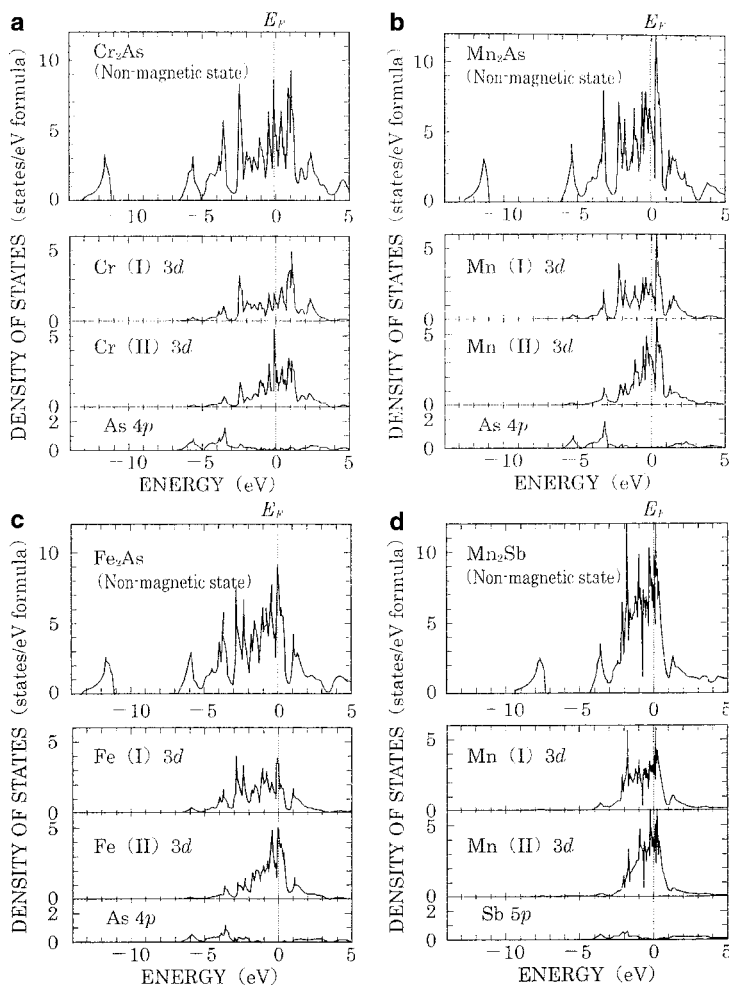 a
E_F
Cr₂As
(Non-magnetic state)
10
5
0
−10
−5
0
5
(states/eV formula)
DENSITY OF STATES
5
Cr (I) 3d
0
5
Cr (II) 3d
0
2
As 4p
0
−10
−5
0
5
ENERGY (eV)
b
E_F
Mn₂As
(Non-magnetic state)
10
5
0
−10
−5
0
5
(states/eV formula)
DENSITY OF STATES
5
Mn (I) 3d
0
5
Mn (II) 3d
0
2
As 4p
0
−10
−5
0
5
ENERGY (eV)
c
E_F
Fe₂As
(Non-magnetic state)
10
5
0
−10
−5
0
5
(states/eV formula)
DENSITY OF STATES
5
Fe (I) 3d
0
5
Fe (II) 3d
0
2
As 4p
0
−10
−5
0
5
ENERGY (eV)
d
E_F
Mn₂Sb
(Non-magnetic state)
10
5
0
−10
−5
0
5
(states/eV formula)
DENSITY OF STATES
5
Mn (I) 3d
0
5
Mn (II) 3d
0
2
Sb 5p
0
−10
−5
0
5
ENERGY (eV)